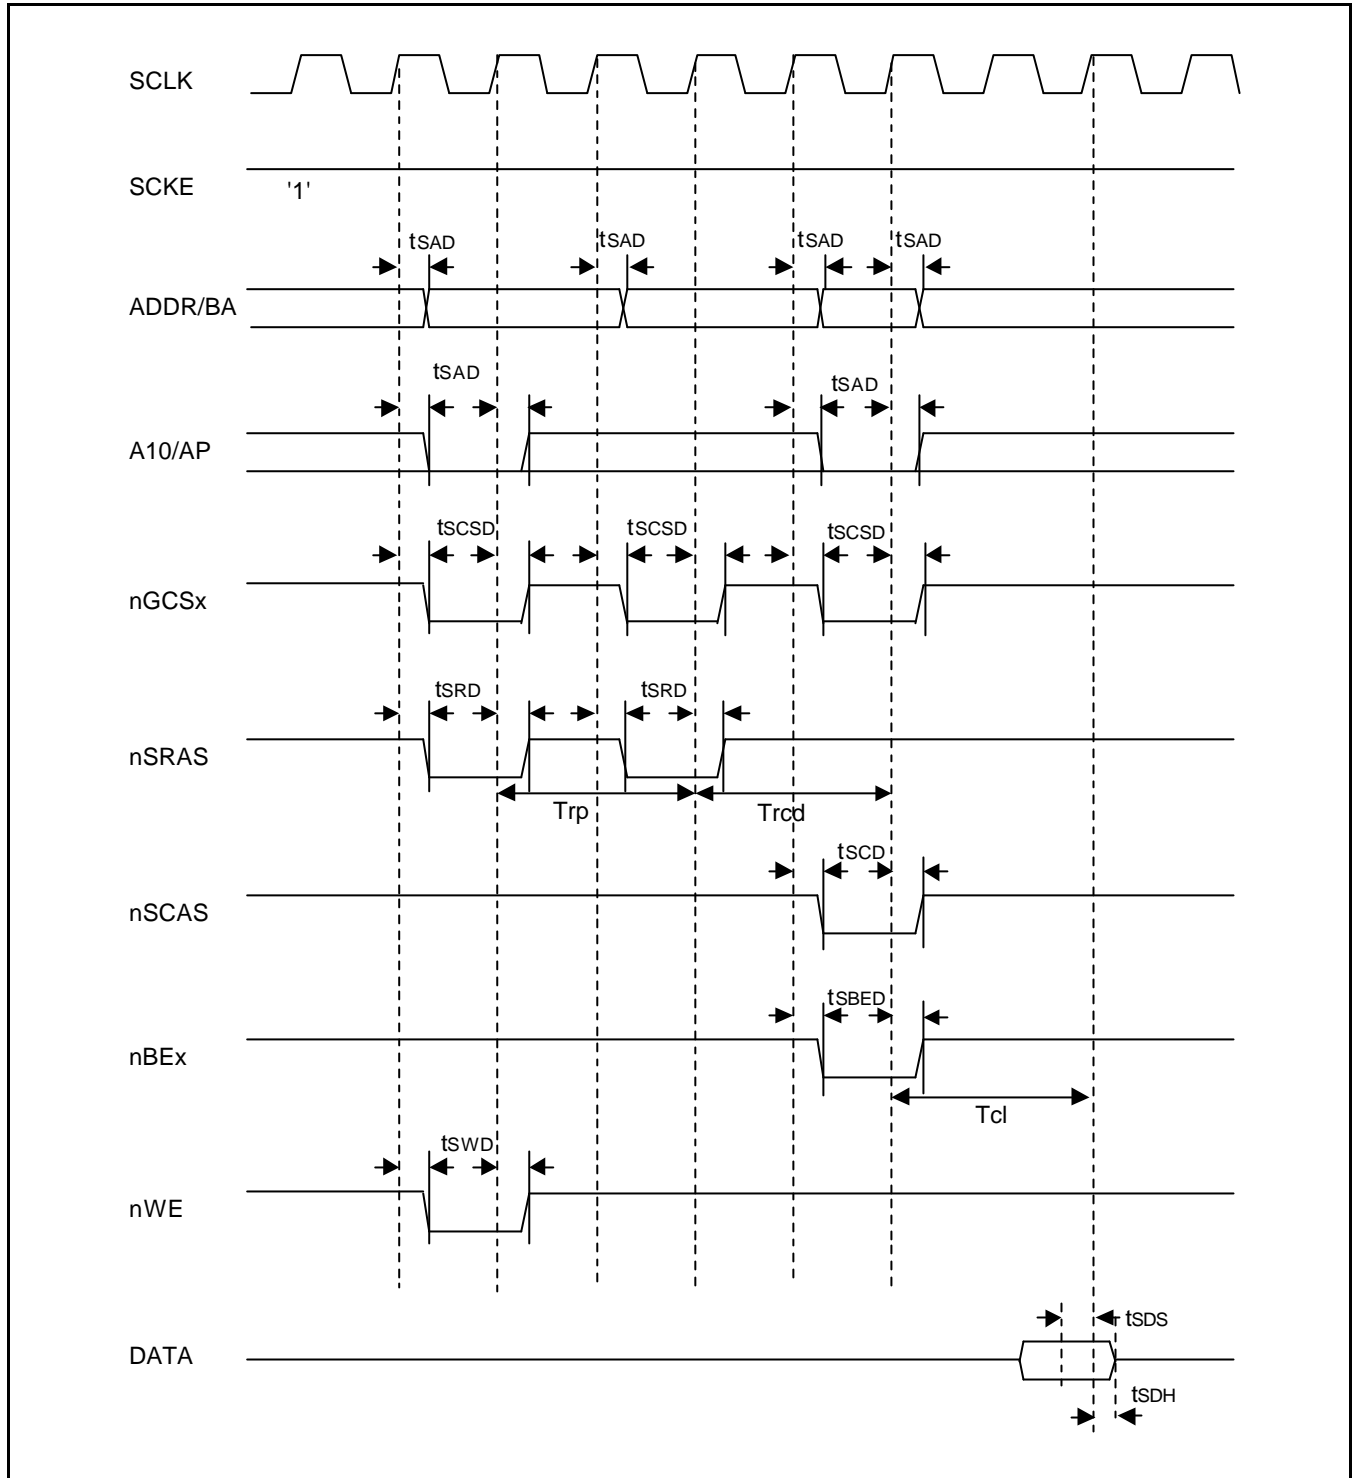 SCLK
SCKE
'1'
tSAD tSAD tSAD tSAD
ADDR/BA
tSAD tSAD
A10/AP
tSCSD tSCSD tSCSD
nGCSx
tSRD tSRD
nSRAS
Trp Trcd
tSCD
nSCAS
tSBED
nBEx
Tcl
tSWD
nWE
tSDS
DATA
tSDH